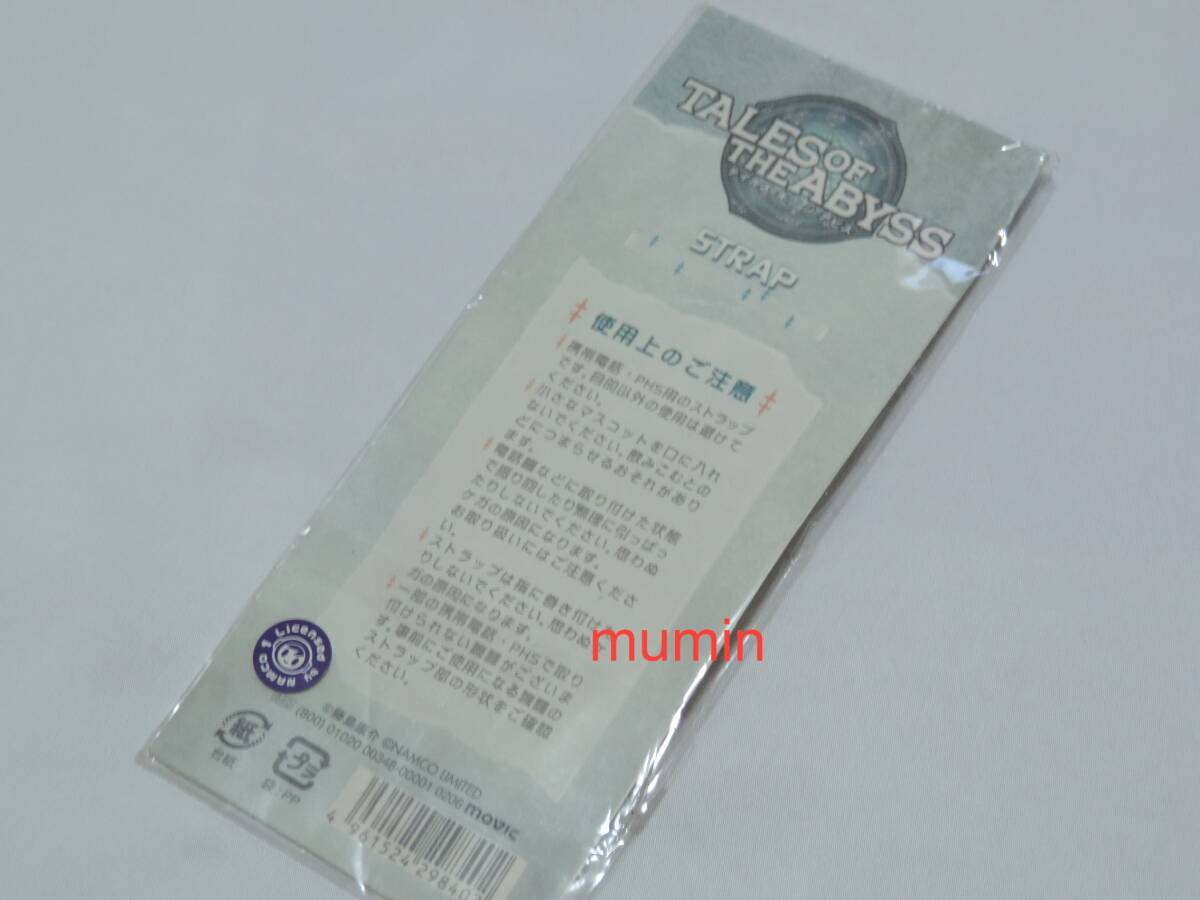 TALES OF
THE ABYSS
テイルズ オブ ジ アビス
STRAP
使用上のご注意
携帯電話・PHS用のストラップ
です。目的以外の使用は避けて
ください。
小さなマスコットを口に入れ
ないでください。飲みこむとの
どにつまらせるおそれがあり
ます。
電話機などに取り付けた状態
で振り回したり無理に引っぱっ
たりしないでください。思わぬ
ケガの原因になります。
お取り扱いにはご注意くださ
い。
ストラップは指に巻き付けた
りしないでください。思わぬ
ガの原因になります。
一部の携帯電話・PHSで取り
付けられない機種がございま
す。事前にご使用になる機種の
ストラップ部の形状をご確認
ください。
mumin
Licensed by NAMCO
©藤島康介 ©NAMCO LIMITED
(800) 01020 00348-00001 0206 movic
紙
台紙
プラ
袋:PP
4 961524 29840